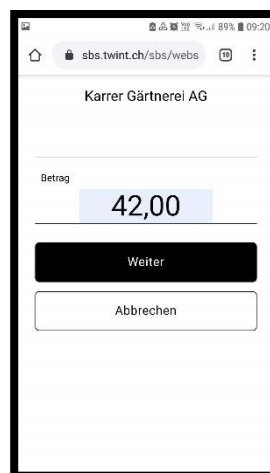 89% 09:20
sbs.twint.ch/sbs/webs 10
Karrer Gärtnerei AG
Betrag
42,00
Weiter
Abbrechen